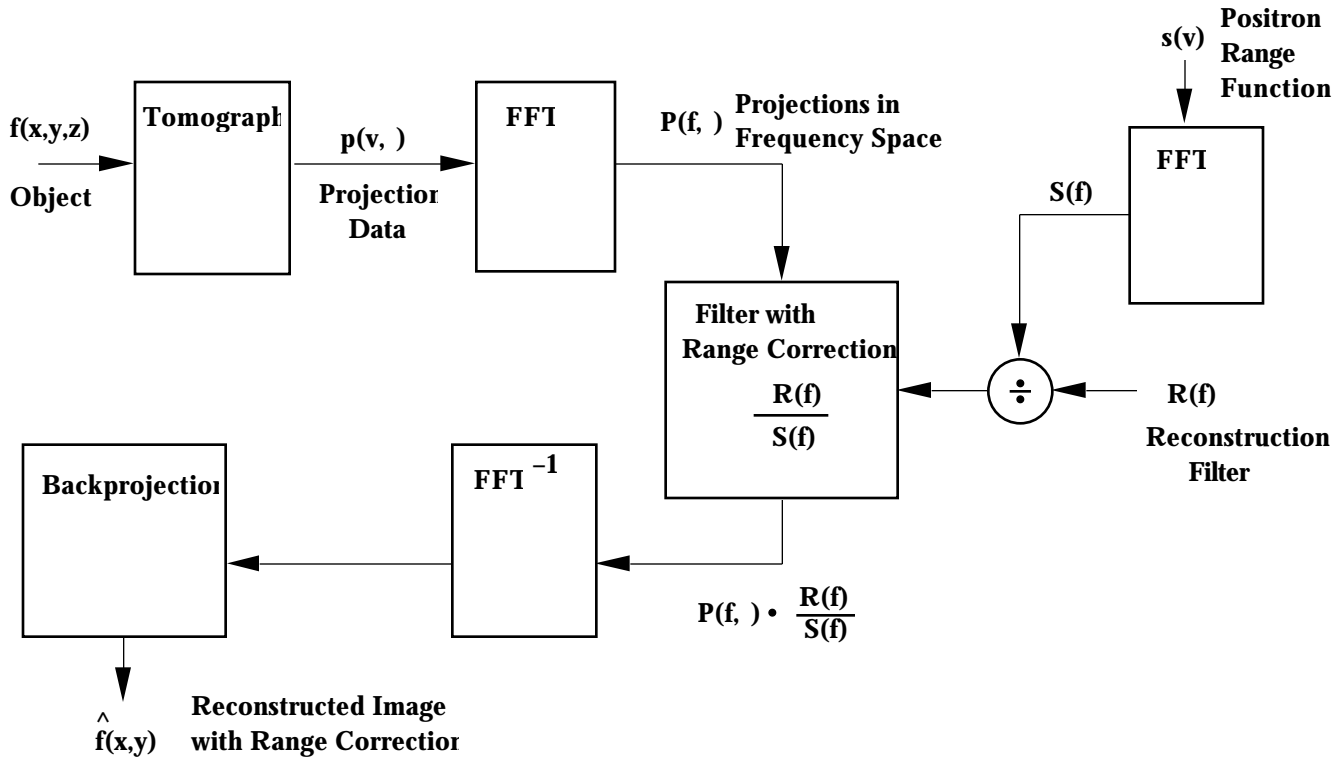 f(x,y,z)
Object
Tomograph
p(v, )
Projection
Data
FFT
P(f, )
Projections in
Frequency Space
s(v)
Positron
Range
Function
FFT
S(f)
÷
R(f)
Reconstruction
Filter
Filter with
Range Correction
R(f)
S(f)
P(f, ) • R(f)
S(f)
FFT –1
Backprojection
^
f(x,y)
Reconstructed Image
with Range Correction